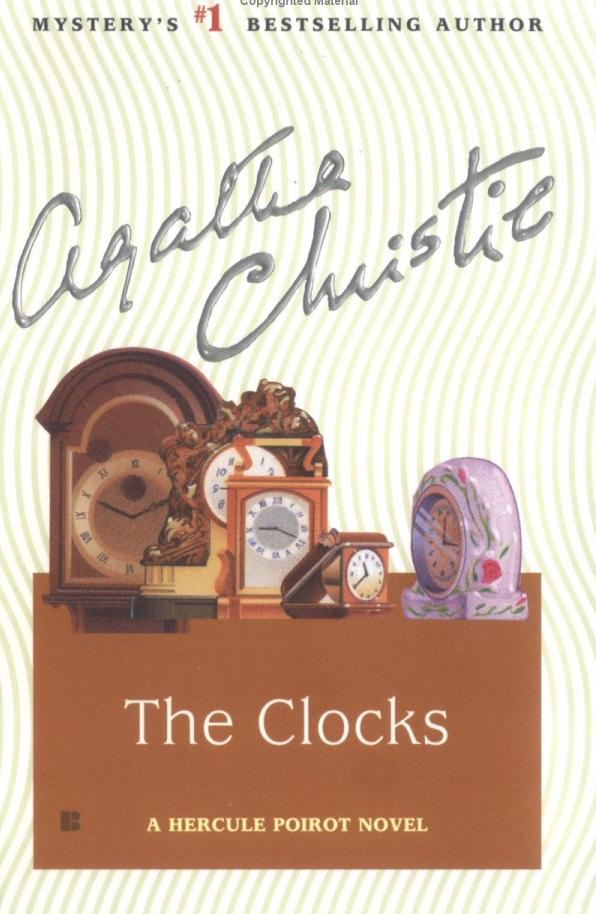 Copyrighted Material
MYSTERY'S #1 BESTSELLING AUTHOR
Agatha
Christie
The Clocks
B
A HERCULE POIROT NOVEL